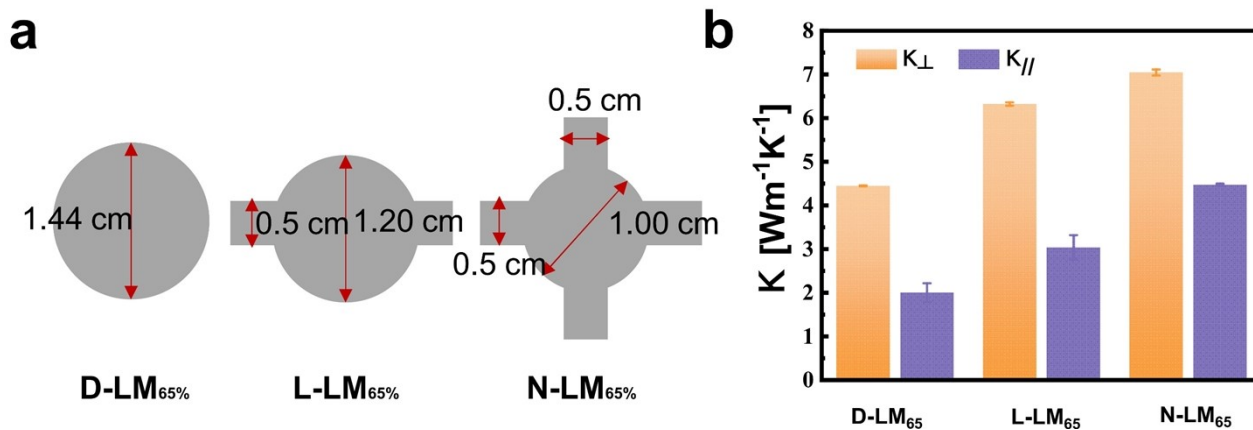 a
0.5 cm
1.44 cm
0.5 cm
1.20 cm
1.00 cm
0.5 cm
D-LM65%
L-LM65%
N-LM65%
b
K⊥
K//
8
7
6
5
4
3
2
1
0
K [Wm-1K-1]
D-LM65
L-LM65
N-LM65